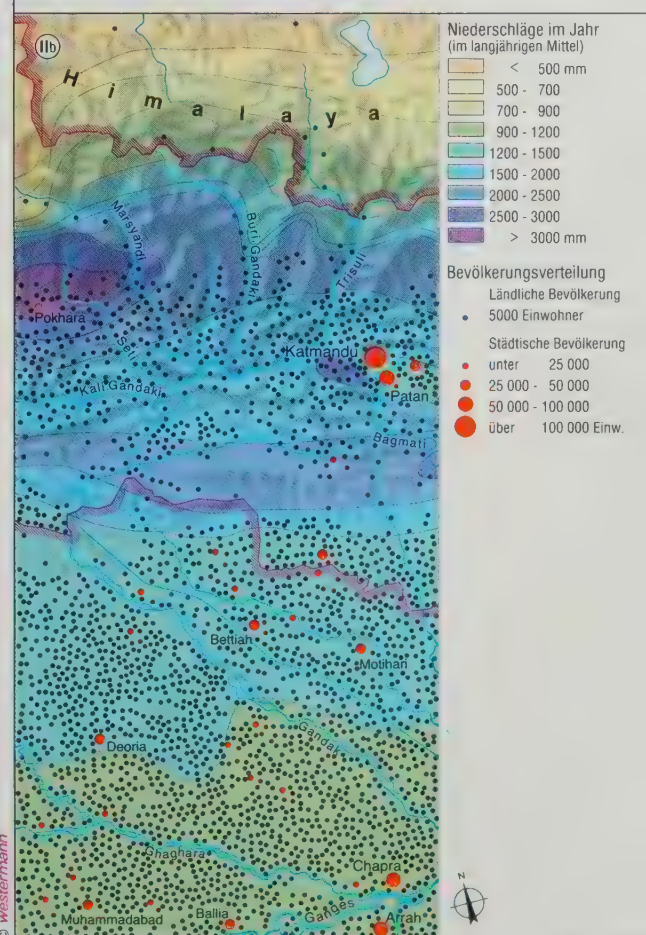 IIb
Himalaya
Marsyandi
Buri Gandaki
Trisuli
Pokhara
Seti
Katmandu
Kali Gandaki
Patan
Bagmati
Bettiah
Motihari
Gandak
Deoria
Ghaghara
Chapra
Muhammadabad
Ballia
Ganges
Arrah
© westermann
Niederschläge im Jahr
(im langjährigen Mittel)
< 500 mm
500 - 700
700 - 900
900 - 1200
1200 - 1500
1500 - 2000
2000 - 2500
2500 - 3000
> 3000 mm
Bevölkerungsverteilung
Ländliche Bevölkerung
5000 Einwohner
Städtische Bevölkerung
unter 25 000
25 000 - 50 000
50 000 - 100 000
über 100 000 Einw.
N